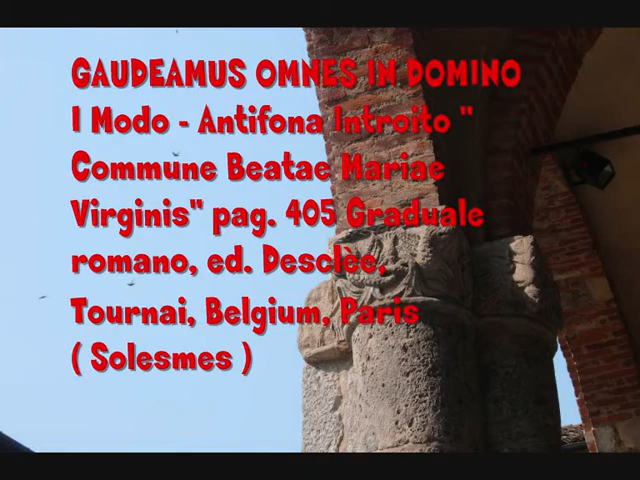 GAUDEAMUS OMNES IN DOMINO
I Modo - Antifona Introito "
Commune Beatae Mariae
Virginis" pag. 405 Graduale
romano, ed. Desclèe,
Tournai, Belgium, Paris
( Solesmes )